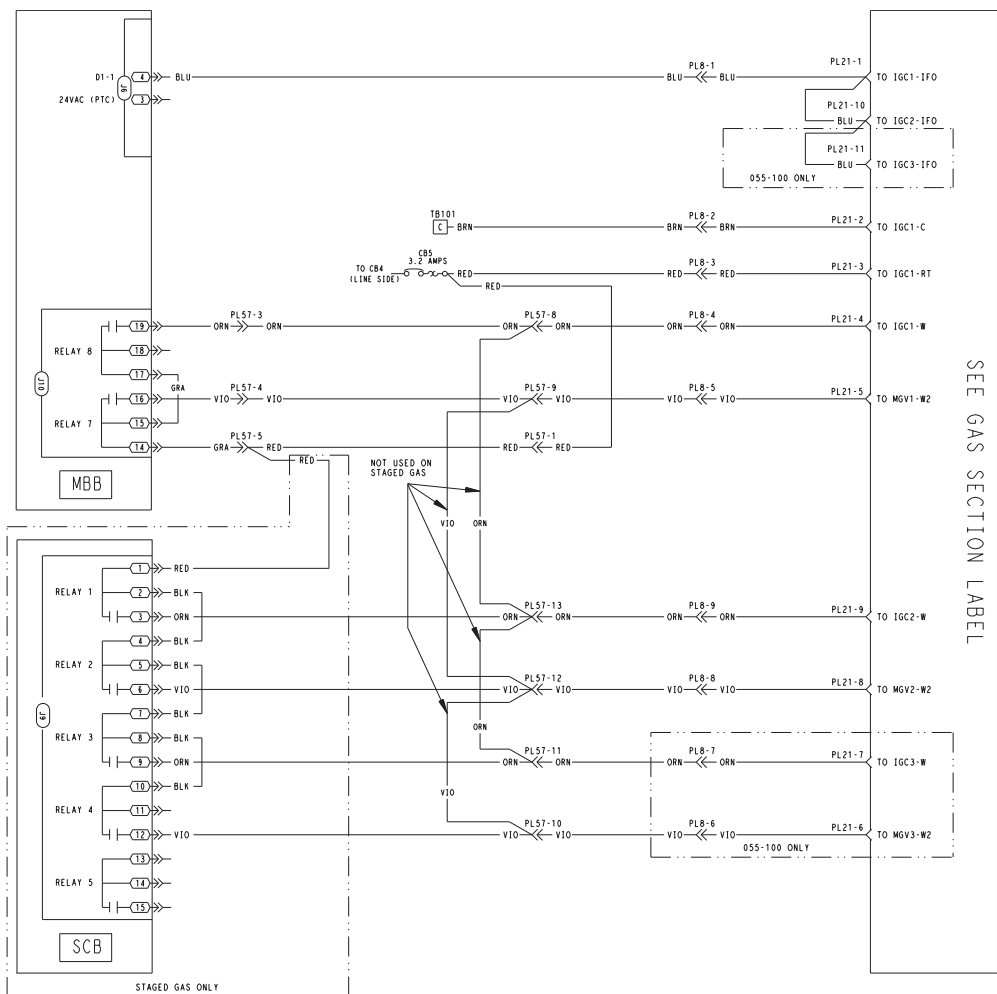 PL21-1
PL8-1
D1-1 4 BLU BLU BLU TO IGC1-IFO
J6
24VAC (PTC) 3
PL21-10
BLU TO IGC2-IFO
PL21-11
BLU TO IGC3-IFO
055-100 ONLY
TB101 PL8-2 PL21-2
C BRN BRN BRN TO IGC1-C
CB5
3.2 AMPS PL8-3 PL21-3
TO CB4
(LINE SIDE) RED RED RED TO IGC1-RT
RED
PL57-3 PL57-8 PL8-4 PL21-4
19 ORN ORN ORN ORN ORN ORN TO IGC1-W
RELAY 8 18
17
J10
GRA
PL57-4 PL57-9 PL8-5 PL21-5
16 VIO VIO VIO VIO VIO VIO TO MGV1-W2
RELAY 7 15
PL57-5 PL57-1
14 GRA RED RED RED
RED
MBB
NOT USED ON
STAGED GAS
VIO ORN
SEE GAS SECTION LABEL
1 RED
RELAY 1 2 BLK
PL57-13 PL8-9 PL21-9
3 ORN ORN ORN ORN ORN TO IGC2-W
4 BLK
RELAY 2 5 BLK
PL57-12 PL8-8 PL21-8
6 VIO VIO VIO VIO VIO TO MGV2-W2
J9
7 BLK
ORN
RELAY 3 8 BLK
PL57-11 PL8-7 PL21-7
9 ORN ORN ORN ORN ORN TO IGC3-W
10 BLK
VIO
RELAY 4 11
PL57-10 PL8-6 PL21-6
12 VIO VIO VIO VIO VIO TO MGV3-W2
055-100 ONLY
13
RELAY 5 14
15
SCB
STAGED GAS ONLY